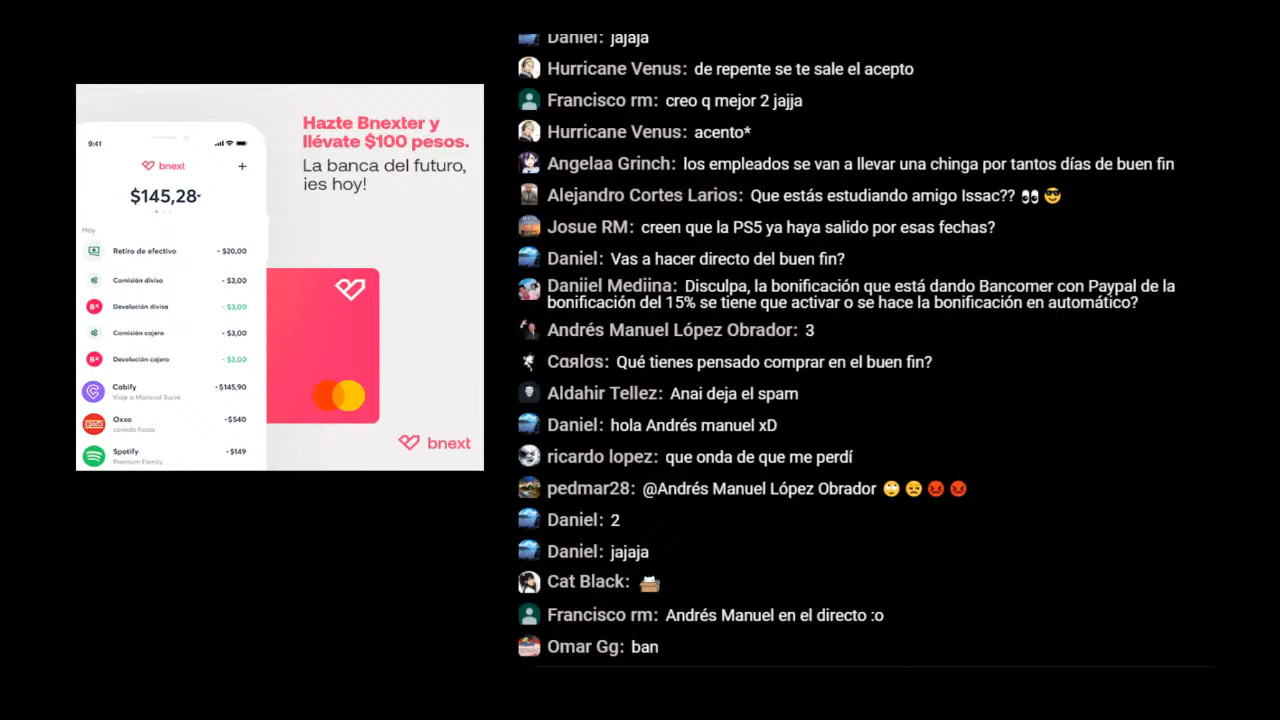 Hazte Bnexter y
llévate $100 pesos.
La banca del futuro,
¡es hoy!
9:41
bnext
+
$145,28
Hoy
Retiro de efectivo - $20,00
Comisión divisa - $3,00
Devolución divisa - $3,00
Comisión cajero - $3,00
Devolución cajero - $3,00
Cabify -$145,90
Viaje a Mariscal Sucre
Oxxo -$540
comida fiesta
Spotify -$149
Premium Family
bnext
Daniel: jajaja
Hurricane Venus: de repente se te sale el acepto
Francisco rm: creo q mejor 2 jajja
Hurricane Venus: acento*
Angelaa Grinch: los empleados se van a llevar una chinga por tantos días de buen fin
Alejandro Cortes Larios: Que estás estudiando amigo Issac?? 👀 😎
Josue RM: creen que la PS5 ya haya salido por esas fechas?
Daniel: Vas a hacer directo del buen fin?
Daniiel Mediina: Disculpa, la bonificación que está dando Bancomer con Paypal de la
bonificación del 15% se tiene que activar o se hace la bonificación en automático?
Andrés Manuel López Obrador: 3
Cαяlos: Qué tienes pensado comprar en el buen fin?
Aldahir Tellez: Anai deja el spam
Daniel: hola Andrés manuel xD
ricardo lopez: que onda de que me perdí
pedmar28: @Andrés Manuel López Obrador 🙄 😒 😡 😡
Daniel: 2
Daniel: jajaja
Cat Black:
Francisco rm: Andrés Manuel en el directo :o
Omar Gg: ban